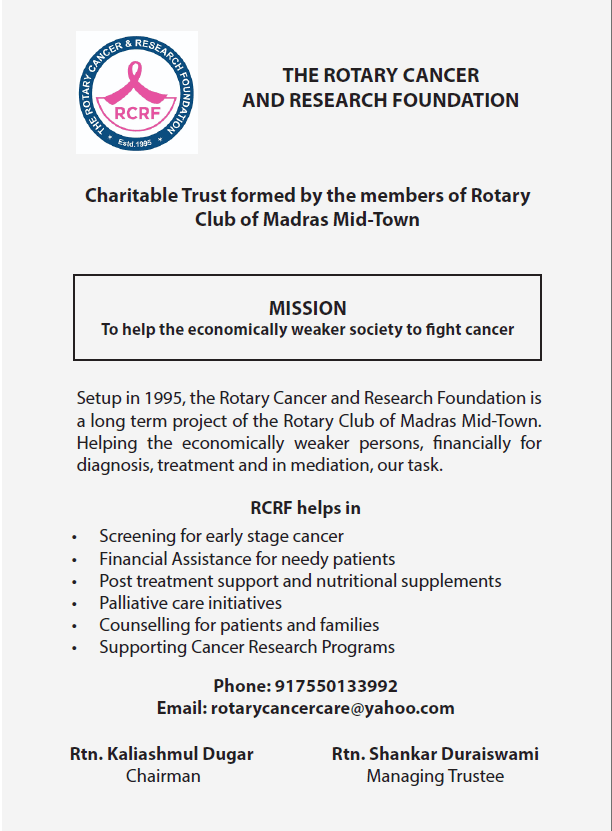 THE ROTARY CANCER & RESEARCH FOUNDATION
RCRF
* Estd.1995 *
THE ROTARY CANCER
AND RESEARCH FOUNDATION
Charitable Trust formed by the members of Rotary
Club of Madras Mid-Town
MISSION
To help the economically weaker society to fight cancer
Setup in 1995, the Rotary Cancer and Research Foundation is
a long term project of the Rotary Club of Madras Mid-Town.
Helping the economically weaker persons, financially for
diagnosis, treatment and in mediation, our task.
RCRF helps in
• Screening for early stage cancer
• Financial Assistance for needy patients
• Post treatment support and nutritional supplements
• Palliative care initiatives
• Counselling for patients and families
• Supporting Cancer Research Programs
Phone: 917550133992
Email: rotarycancercare@yahoo.com
Rtn. Kaliashmul Dugar
Chairman
Rtn. Shankar Duraiswami
Managing Trustee